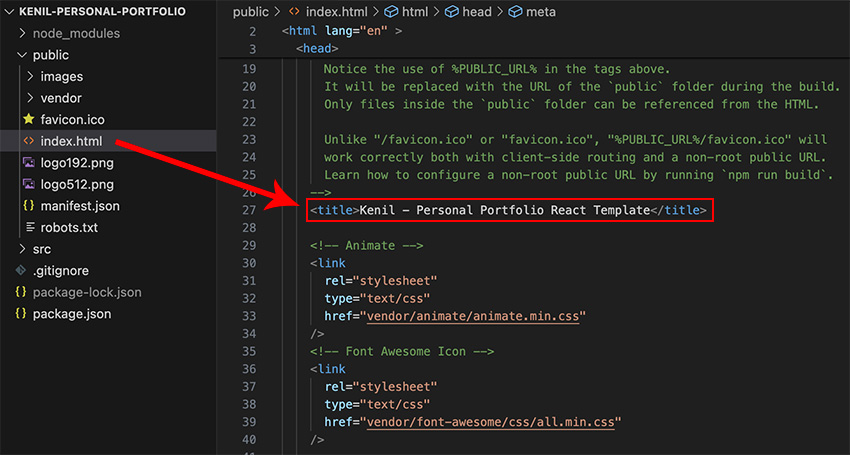 KENIL-PERSONAL-PORTFOLIO
node_modules
public
images
vendor
favicon.ico
index.html
logo192.png
logo512.png
manifest.json
robots.txt
src
.gitignore
package-lock.json
package.json
public > index.html > html > head > meta
2 <html lang="en" >
3 <head>
19 Notice the use of %PUBLIC_URL% in the tags above.
20 It will be replaced with the URL of the `public` folder during the build.
21 Only files inside the `public` folder can be referenced from the HTML.
22
23 Unlike "/favicon.ico" or "favicon.ico", "%PUBLIC_URL%/favicon.ico" will
24 work correctly both with client-side routing and a non-root public URL.
25 Learn how to configure a non-root public URL by running `npm run build`.
26 -->
27 <title>Kenil - Personal Portfolio React Template</title>
28
29 <!-- Animate -->
30 <link
31 rel="stylesheet"
32 type="text/css"
33 href="vendor/animate/animate.min.css"
34 />
35 <!-- Font Awesome Icon -->
36 <link
37 rel="stylesheet"
38 type="text/css"
39 href="vendor/font-awesome/css/all.min.css"
40 />